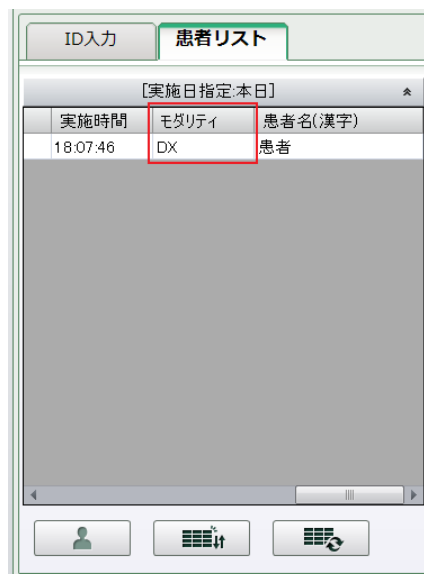 ID入力 患者リスト
[実施日指定:本日]
実施時間 モダリティ 患者名(漢字)
18:07:46 DX 患者